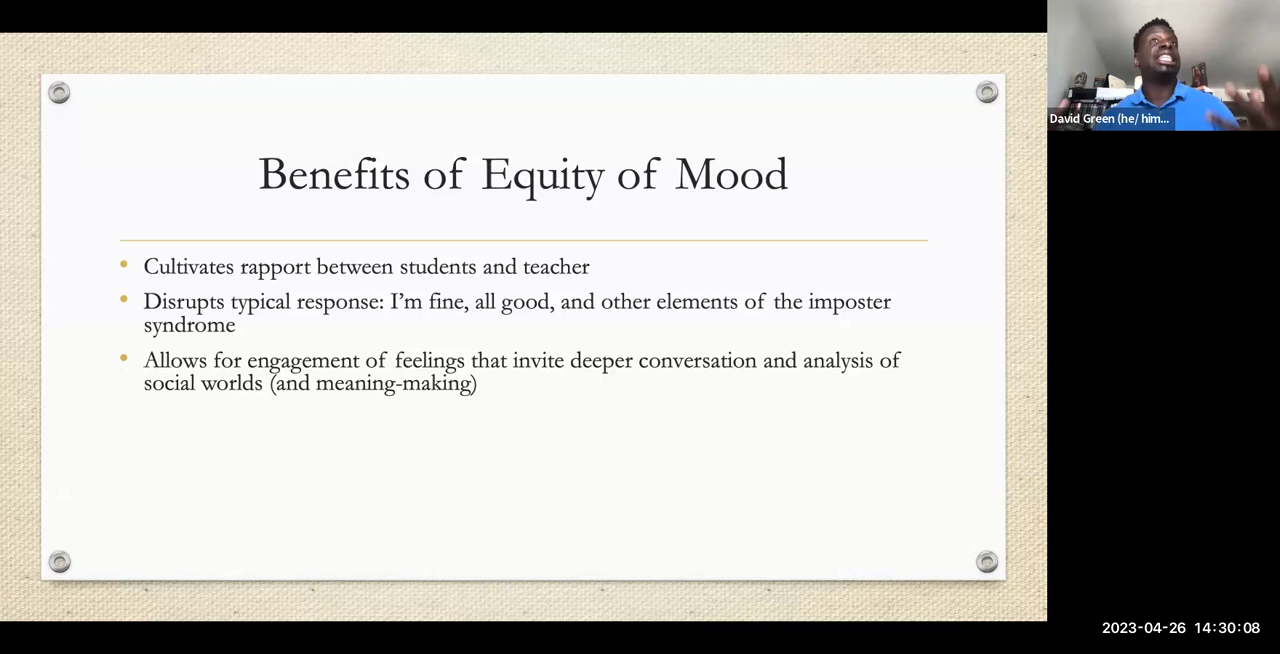 Benefits of Equity of Mood
• Cultivates rapport between students and teacher
• Disrupts typical response: I’m fine, all good, and other elements of the imposter
syndrome
• Allows for engagement of feelings that invite deeper conversation and analysis of
social worlds (and meaning-making)
David Green (he/ him...
2023-04-26 14:30:08